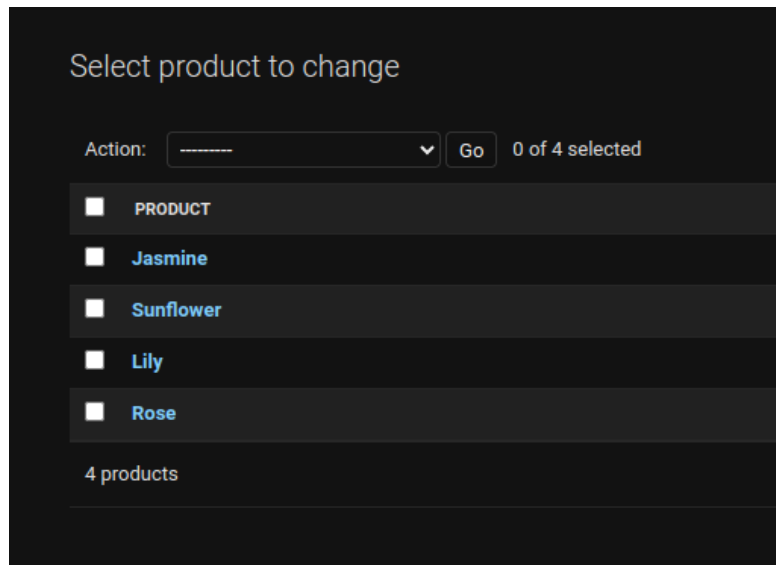 Select product to change
Action: --------- Go 0 of 4 selected
PRODUCT
Jasmine
Sunflower
Lily
Rose
4 products